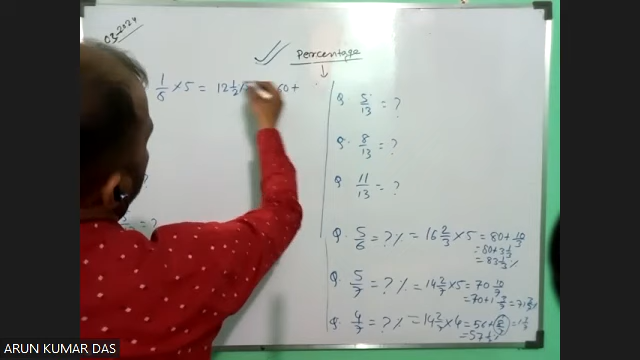 03-2024
Percentage
1/8 × 5 = 12 1/2 60 +
Q. 5/13 = ?
Q. 8/13 = ?
Q. 11/13 = ?
Q. 5/6 = ? % = 16 2/3 × 5 = 80 + 10/3
= 80 + 3 1/3
= 83 1/3 %
Q. 5/7 = ? % = 14 2/7 × 5 = 70 10/7
= 70 + 1 3/7 = 71 3/7 %
Q. 4/7 = ? % = 14 2/7 × 4 = 56 + 8/7 = 1 1/7
= 57 1/7 %
= ?
ARUN KUMAR DAS